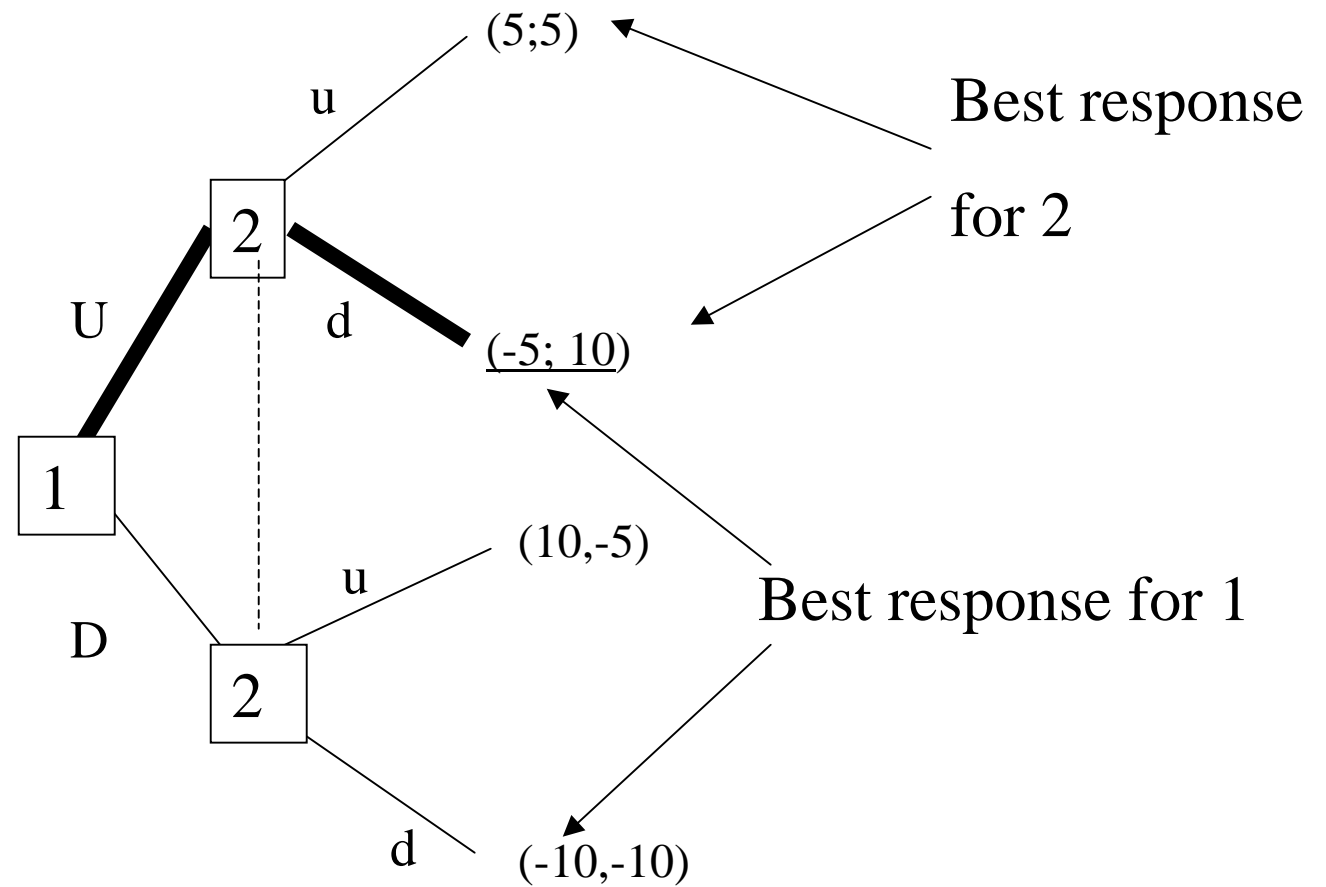 (5;5)
u
Best response
for 2
2
U
d
(-5; 10)
1
(10,-5)
u
Best response for 1
D
2
d
(-10,-10)